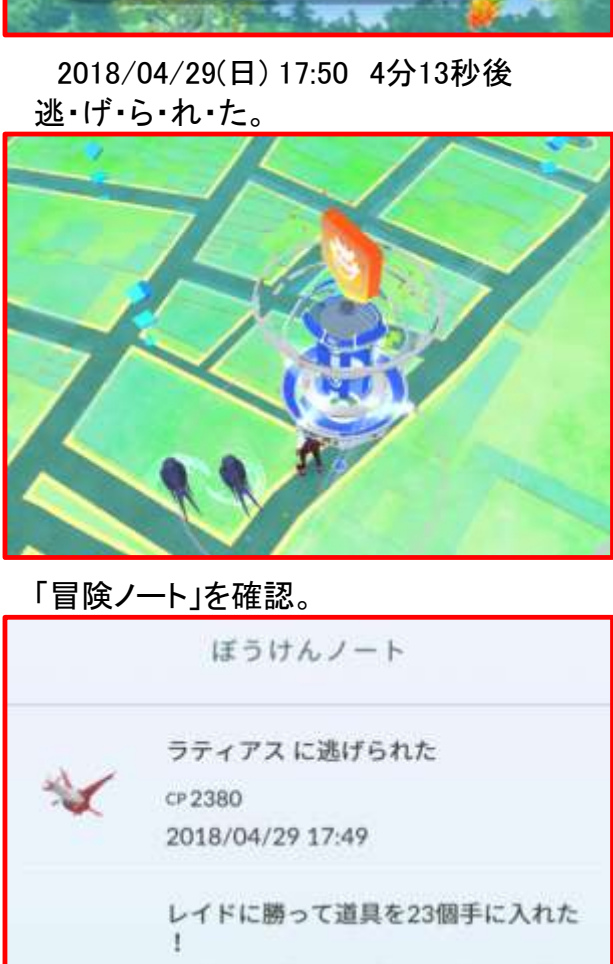 2018/04/29(日) 17:50 4分13秒後
逃・げ・ら・れ・た。
「冒険ノート」を確認。
ぼうけんノート
ラティアス に逃げられた
CP 2380
2018/04/29 17:49
レイドに勝って道具を23個手に入れた
!